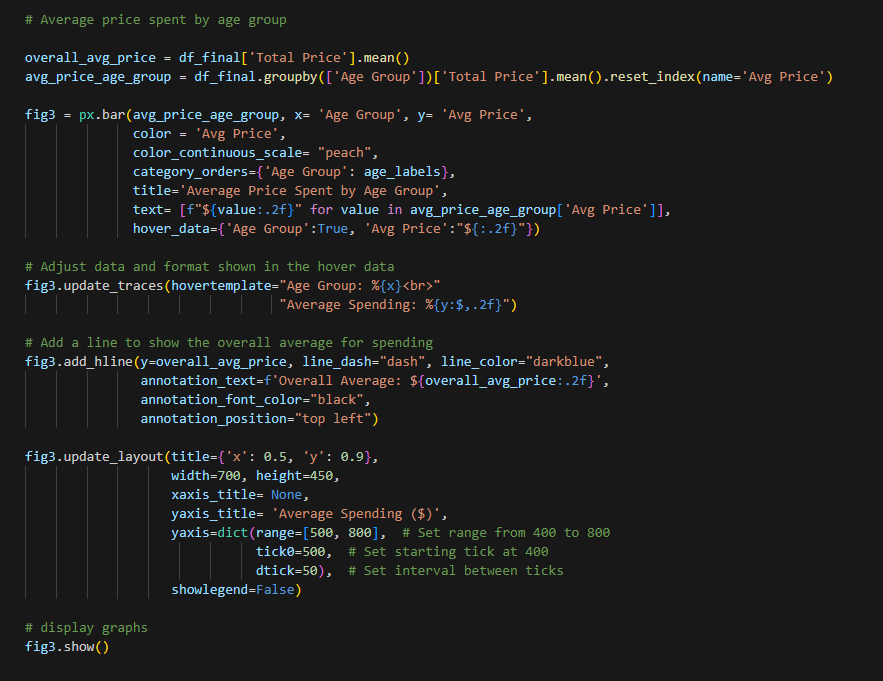 # Average price spent by age group
overall_avg_price = df_final['Total Price'].mean()
avg_price_age_group = df_final.groupby(['Age Group'])['Total Price'].mean().reset_index(name='Avg Price')
fig3 = px.bar(avg_price_age_group, x= 'Age Group', y= 'Avg Price',
color = 'Avg Price',
color_continuous_scale= "peach",
category_orders={'Age Group': age_labels},
title='Average Price Spent by Age Group',
text= [f"${value:.2f}" for value in avg_price_age_group['Avg Price']],
hover_data={'Age Group':True, 'Avg Price':"${:.2f}"})
# Adjust data and format shown in the hover data
fig3.update_traces(hovertemplate="Age Group: %{x}<br>"
"Average Spending: %{y:$,.2f}")
# Add a line to show the overall average for spending
fig3.add_hline(y=overall_avg_price, line_dash="dash", line_color="darkblue",
annotation_text=f'Overall Average: ${overall_avg_price:.2f}',
annotation_font_color="black",
annotation_position="top left")
fig3.update_layout(title={'x': 0.5, 'y': 0.9},
width=700, height=450,
xaxis_title= None,
yaxis_title= 'Average Spending ($)',
yaxis=dict(range=[500, 800],  # Set range from 400 to 800
tick0=500,  # Set starting tick at 400
dtick=50),  # Set interval between ticks
showlegend=False)
# display graphs
fig3.show()